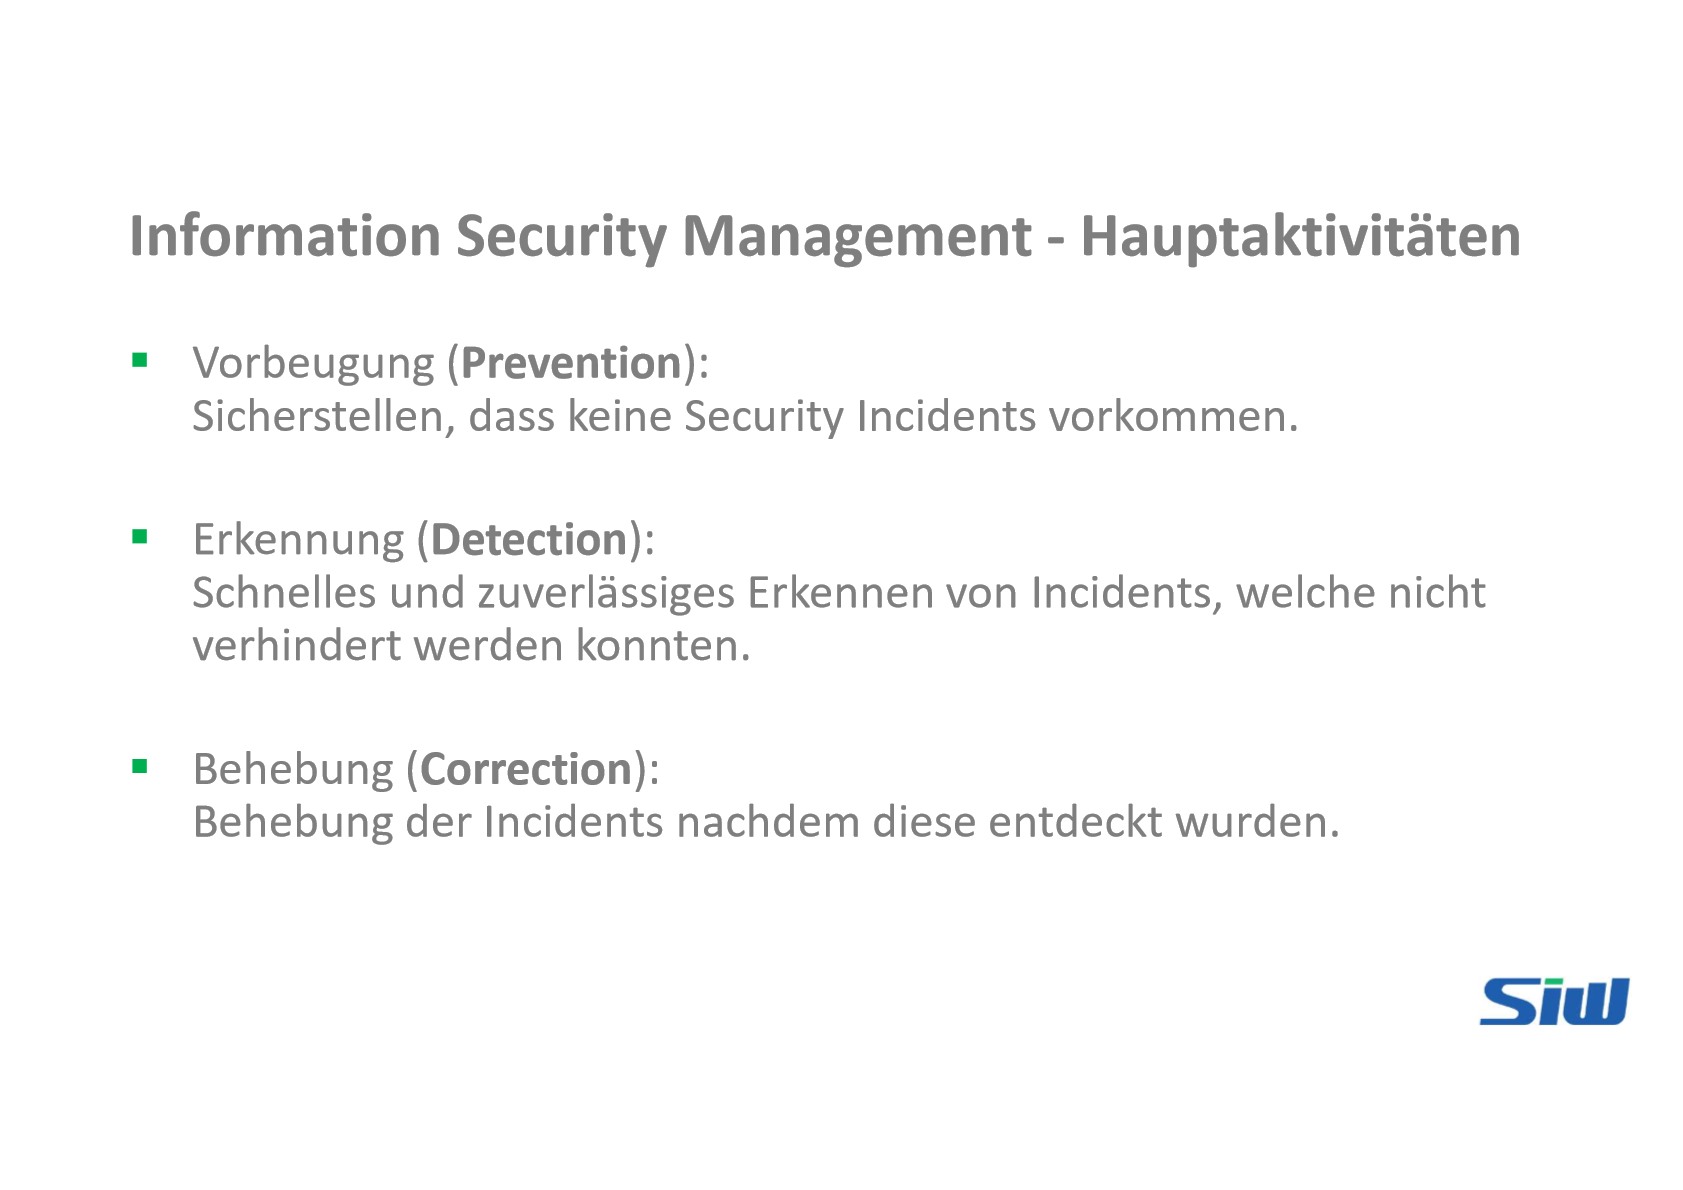 Information Security Management - Hauptaktivitäten
▪ Vorbeugung (Prevention):
Sicherstellen, dass keine Security Incidents vorkommen.
▪ Erkennung (Detection):
Schnelles und zuverlässiges Erkennen von Incidents, welche nicht
verhindert werden konnten.
▪ Behebung (Correction):
Behebung der Incidents nachdem diese entdeckt wurden.
Siw